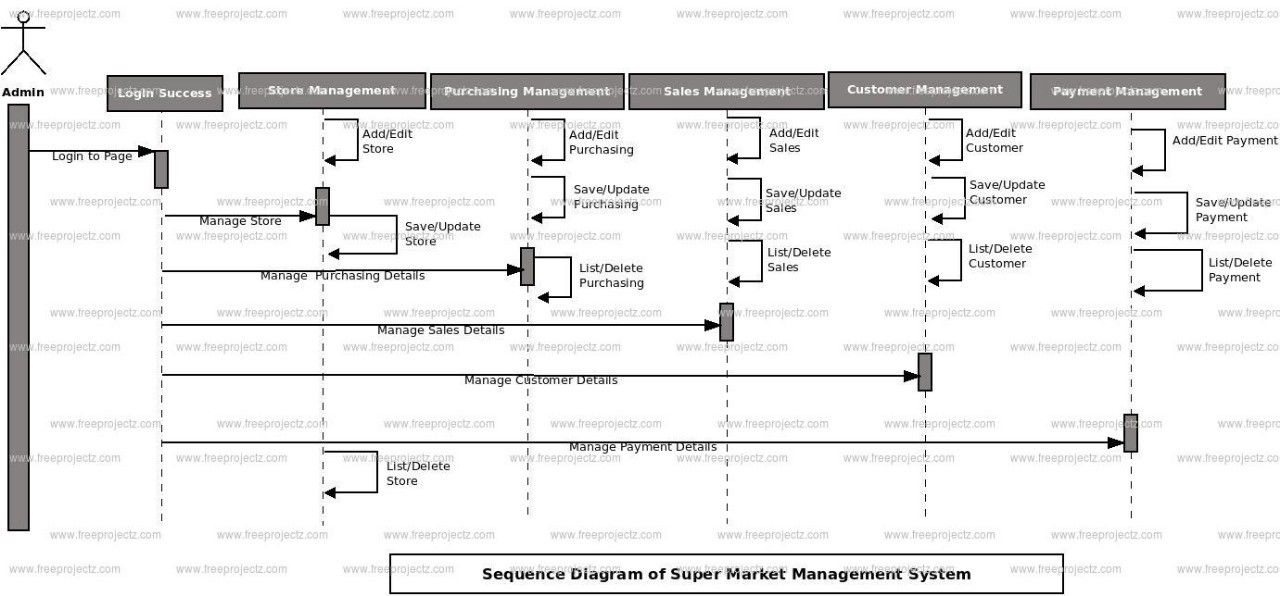 Admin
Login Success
Store Management
Purchasing Management
Sales Management
Customer Management
Payment Management
Login to Page
Add/Edit
Store
Add/Edit
Purchasing
Add/Edit
Sales
Add/Edit
Customer
Add/Edit Payment
Save/Update
Purchasing
Save/Update
Sales
Save/Update
Customer
Save/Update
Payment
Manage Store
Save/Update
Store
List/Delete
Purchasing
List/Delete
Sales
List/Delete
Customer
List/Delete
Payment
Manage Purchasing Details
Manage Sales Details
Manage Customer Details
Manage Payment Details
List/Delete
Store
Sequence Diagram of Super Market Management System
www.freeprojectz.com